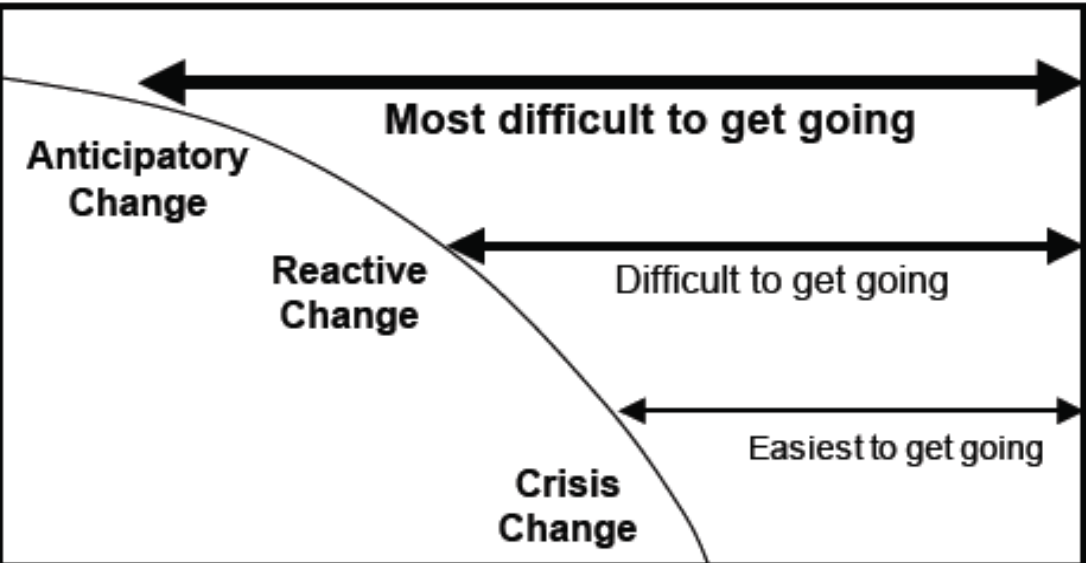 Most difficult to get going
Anticipatory
Change
Reactive
Change
Difficult to get going
Easiest to get going
Crisis
Change